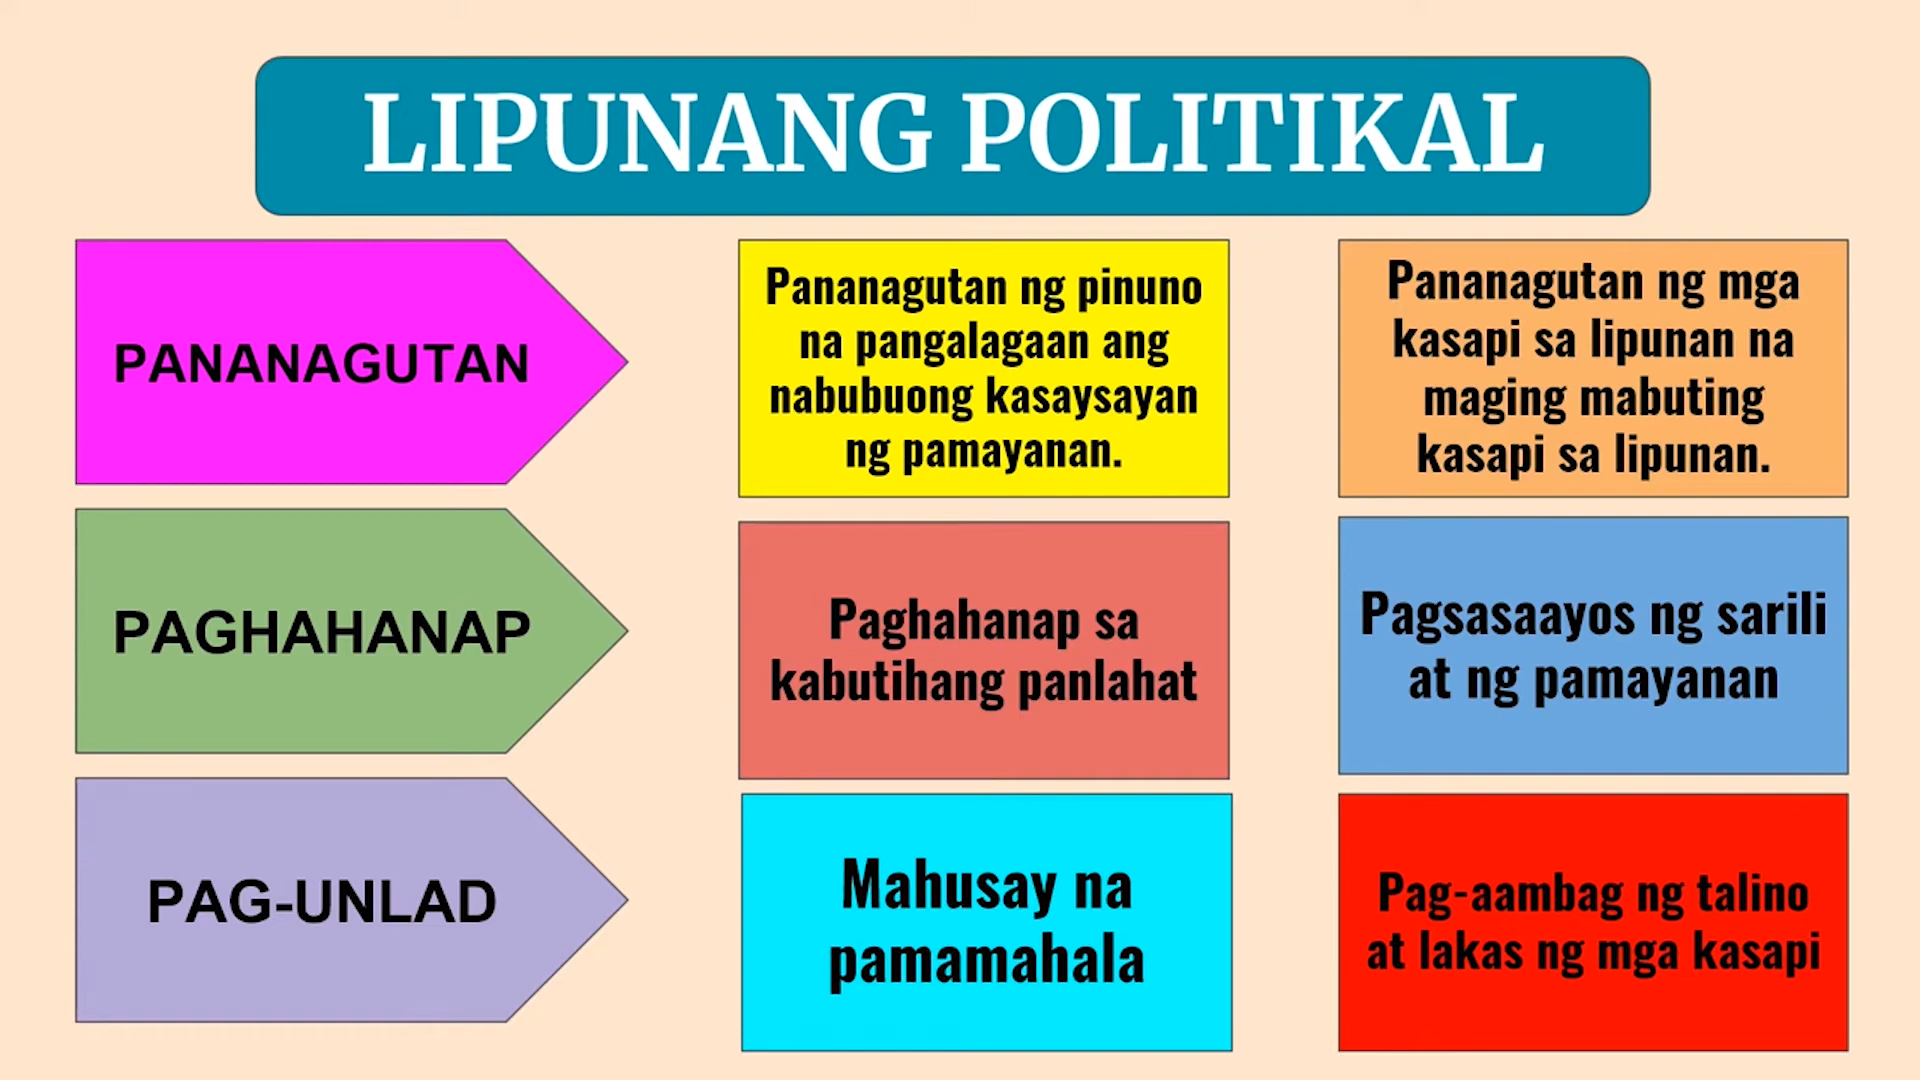 LIPUNANG POLITIKAL
PANANAGUTAN
Pananagutan ng pinuno
na pangalagaan ang
nabubuong kasaysayan
ng pamayanan.
Pananagutan ng mga
kasapi sa lipunan na
maging mabuting
kasapi sa lipunan.
PAGHAHANAP
Paghahanap sa
kabutihang panlahat
Pagsasaayos ng sarili
at ng pamayanan
PAG-UNLAD
Mahusay na
pamamahala
Pag-aambag ng talino
at lakas ng mga kasapi